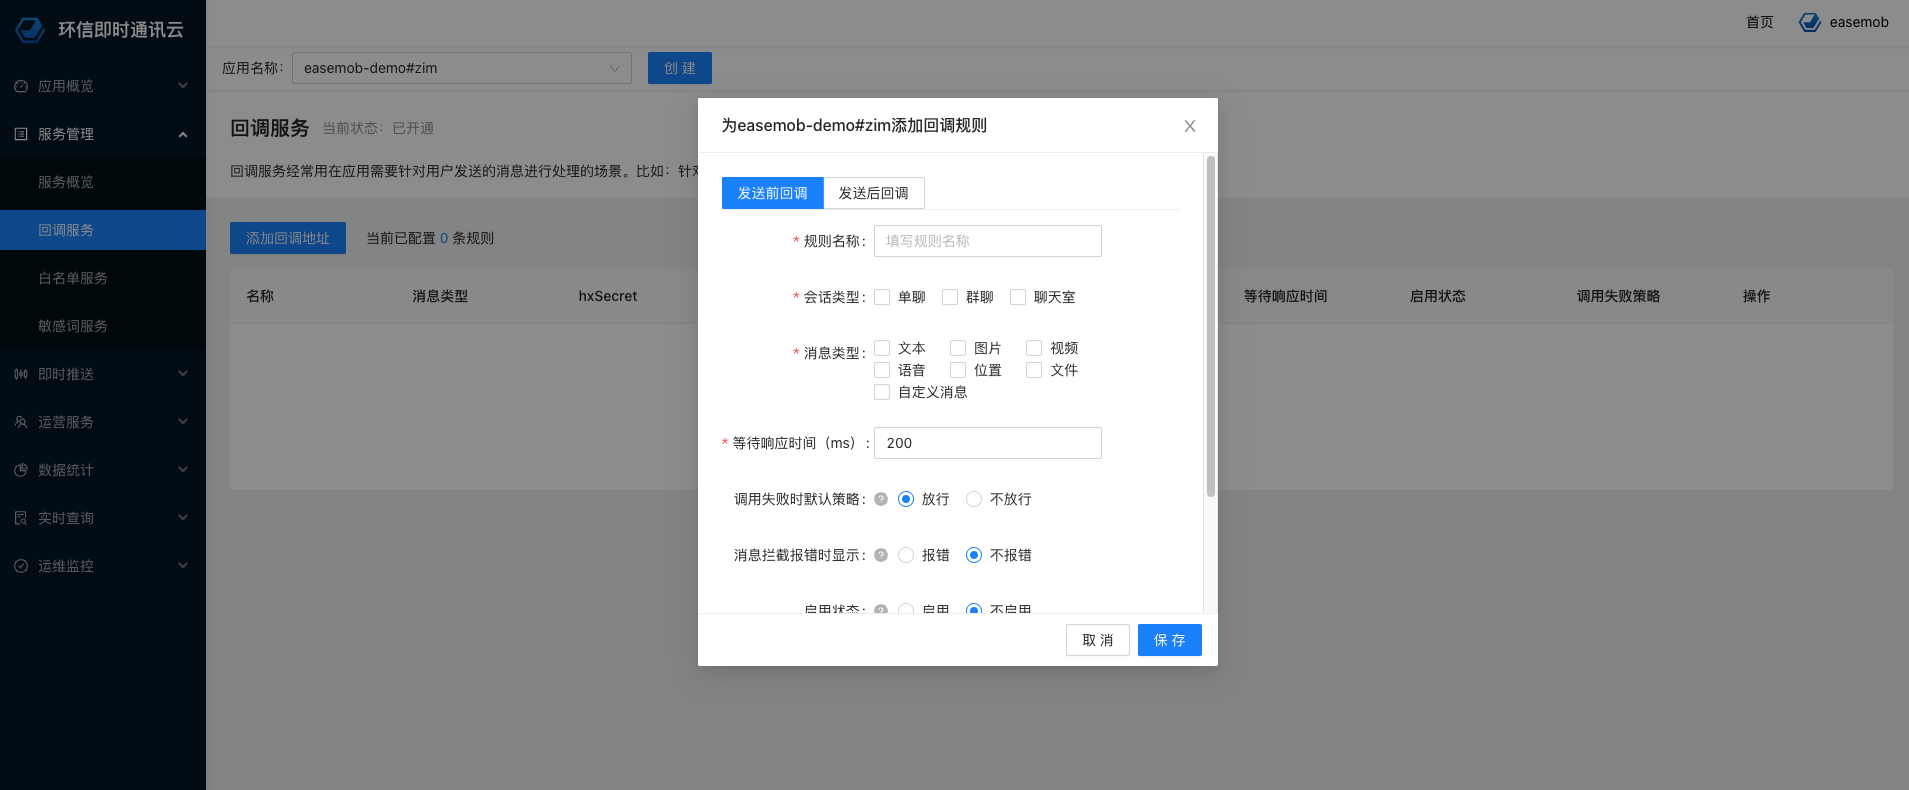 环信即时通讯云
首页
easemob
应用名称：
easemob-demo#zim
创 建
应用概览
服务管理
服务概览
回调服务
白名单服务
敏感词服务
即时推送
运营服务
数据统计
实时查询
运维监控
回调服务
当前状态：已开通
回调服务经常用在应用需要针对用户发送的消息进行处理的场景。比如：针对
添加回调地址
当前已配置 0 条规则
名称
消息类型
hxSecret
等待响应时间
启用状态
调用失败策略
操作
为easemob-demo#zim添加回调规则
发送前回调
发送后回调
* 规则名称：
填写规则名称
* 会话类型：
单聊
群聊
聊天室
* 消息类型：
文本
图片
视频
语音
位置
文件
自定义消息
* 等待响应时间（ms）：
200
调用失败时默认策略：
放行
不放行
消息拦截报错时显示：
报错
不报错
启用状态：
启用
不启用
取 消
保 存